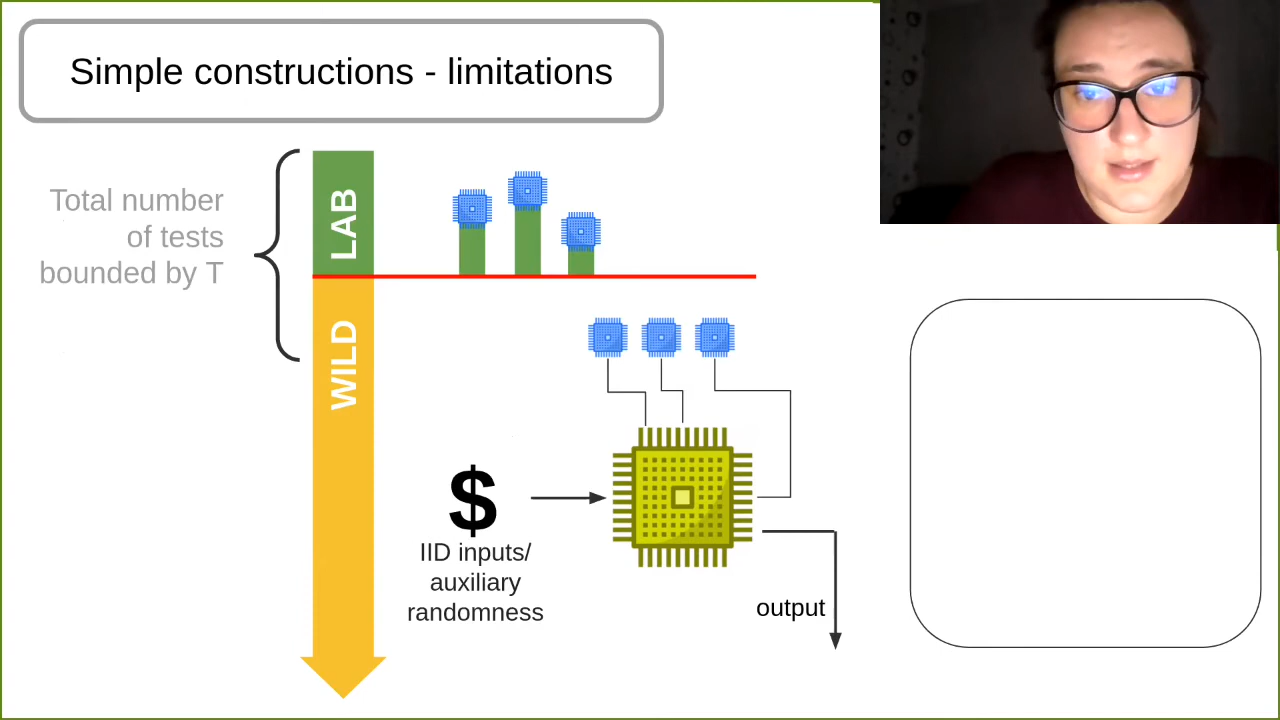 Simple constructions - limitations
Total number
of tests
bounded by T
LAB
WILD
$
IID inputs/
auxiliary
randomness
output